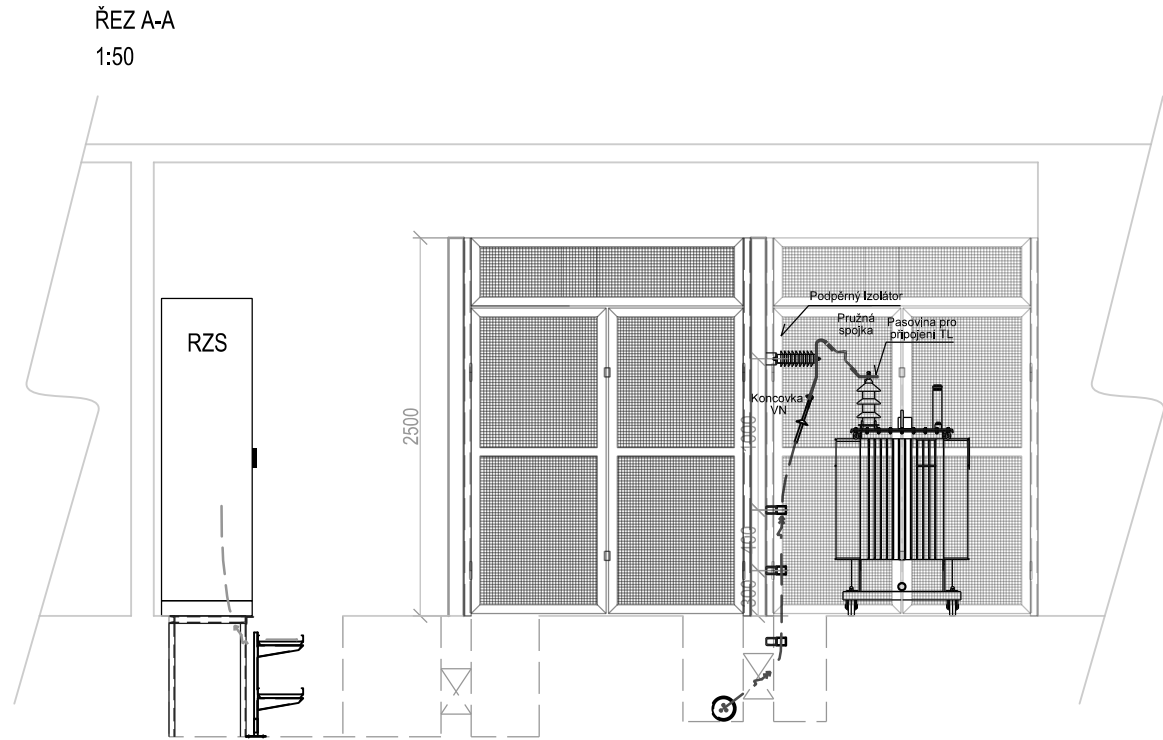 ŘEZ A-A
1:50
RZS
2500
Podpěrný Izolátor
Pružná
spojka
Pasovina pro
připojení TL
Koncovka
VN
1000
400
300